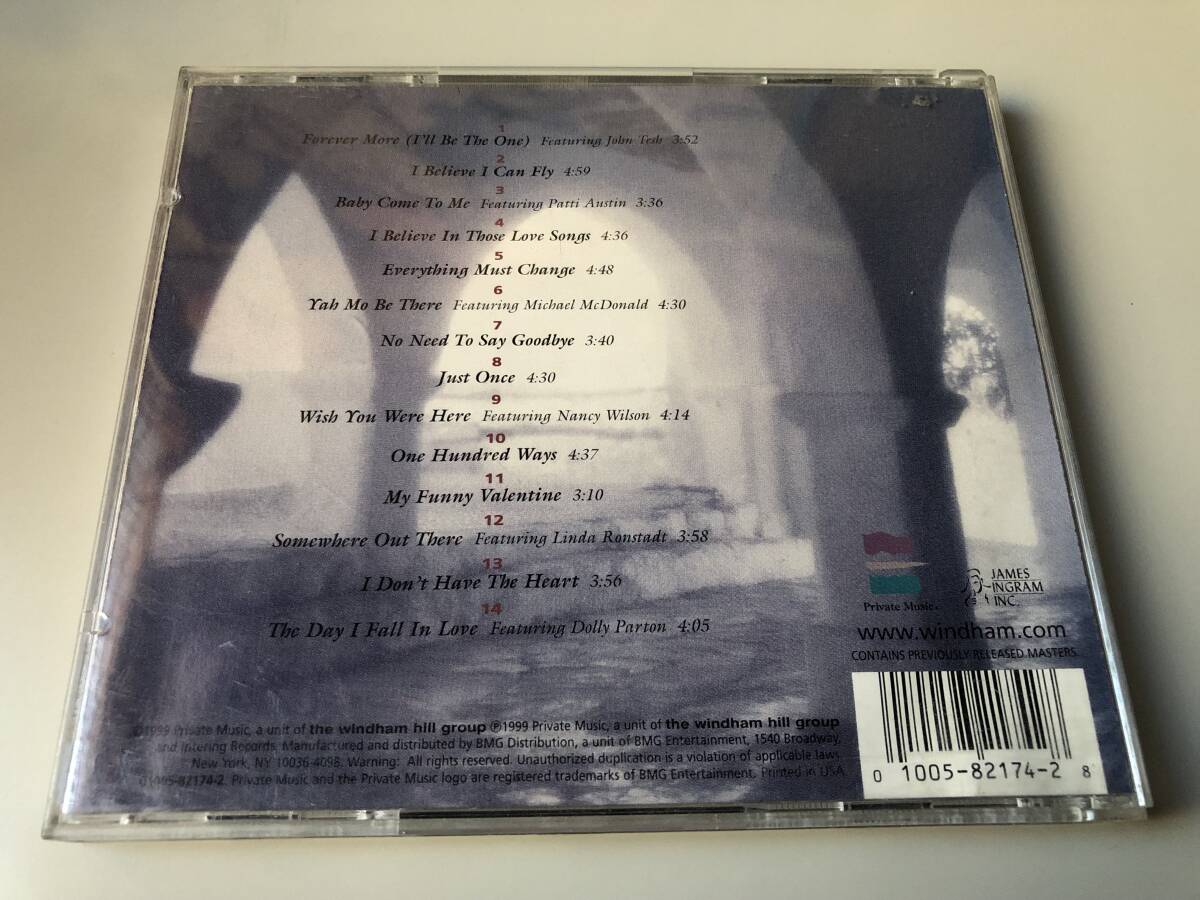 1
Forever More (I'll Be The One) Featuring John Tesh 3:52
2
I Believe I Can Fly 4:59
3
Baby Come To Me Featuring Patti Austin 3:36
4
I Believe In Those Love Songs 4:36
5
Everything Must Change 4:48
6
Yah Mo Be There Featuring Michael McDonald 4:30
7
No Need To Say Goodbye 3:40
8
Just Once 4:30
9
Wish You Were Here Featuring Nancy Wilson 4:14
10
One Hundred Ways 4:37
11
My Funny Valentine 3:10
12
Somewhere Out There Featuring Linda Ronstadt 3:58
13
I Don't Have The Heart 3:56
14
The Day I Fall In Love Featuring Dolly Parton 4:05
Private Music.
JAMES
INGRAM
INC.
www.windham.com
CONTAINS PREVIOUSLY RELEASED MASTERS
©1999 Private Music, a unit of the windham hill group ℗1999 Private Music, a unit of the windham hill group
and Intering Records. Manufactured and distributed by BMG Distribution, a unit of BMG Entertainment, 1540 Broadway,
New York, NY 10036-4098. Warning: All rights reserved. Unauthorized duplication is a violation of applicable laws.
01005-82174-2. Private Music and the Private Music logo are registered trademarks of BMG Entertainment. Printed in USA.
0 1005-82174-2 8